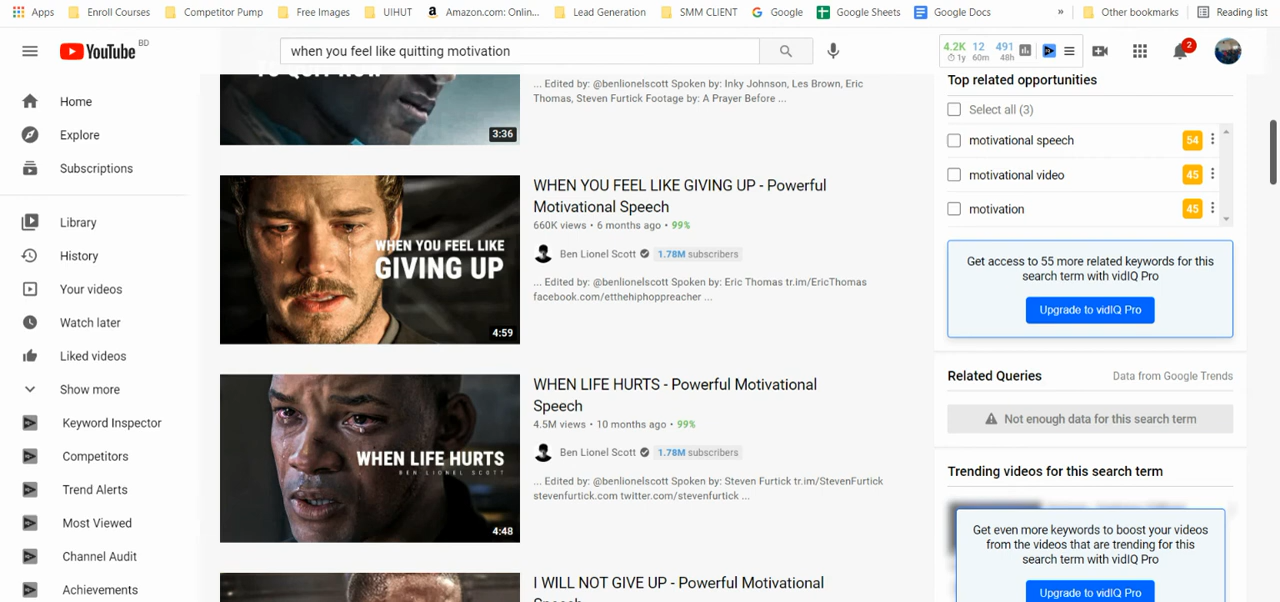 Apps Enroll Courses Competitor Pump Free Images UIHUT Amazon.com: Onlin... Lead Generation SMM CLIENT Google Google Sheets Google Docs » Other bookmarks Reading list
YouTube BD
when you feel like quitting motivation
4.2K 12 491
1y 60m 48h
2
Home
Explore
Subscriptions
Library
History
Your videos
Watch later
Liked videos
Show more
Keyword Inspector
Competitors
Trend Alerts
Most Viewed
Channel Audit
Achievements
3:36
... Edited by: @benlionelscott Spoken by: Inky Johnson, Les Brown, Eric
Thomas, Steven Furtick Footage by: A Prayer Before ...
WHEN YOU FEEL LIKE
GIVING UP
4:59
WHEN YOU FEEL LIKE GIVING UP - Powerful
Motivational Speech
660K views • 6 months ago • 99%
Ben Lionel Scott 1.78M subscribers
... Edited by: @benlionelscott Spoken by: Eric Thomas tr.im/EricThomas
facebook.com/etthehiphoppreacher ...
WHEN LIFE HURTS
BEN LIONEL SCOTT
4:48
WHEN LIFE HURTS - Powerful Motivational
Speech
4.5M views • 10 months ago • 99%
Ben Lionel Scott 1.78M subscribers
... Edited by: @benlionelscott Spoken by: Steven Furtick tr.im/StevenFurtick
stevenfurtick.com twitter.com/stevenfurtick ...
I WILL NOT GIVE UP - Powerful Motivational
Top related opportunities
Select all (3)
motivational speech 54
motivational video 45
motivation 45
Get access to 55 more related keywords for this
search term with vidIQ Pro
Upgrade to vidIQ Pro
Related Queries Data from Google Trends
Not enough data for this search term
Trending videos for this search term
Get even more keywords to boost your videos
from the videos that are trending for this
search term with vidIQ Pro
Upgrade to vidIQ Pro